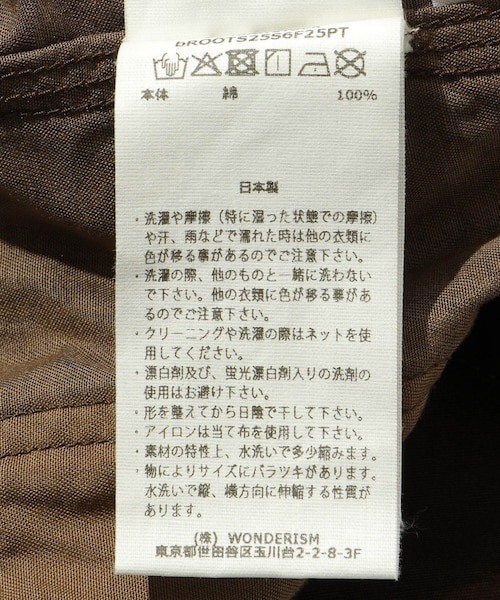 bROOTS25S6F25PT
本体 綿 100%
日本製
・洗濯や摩擦（特に湿った状態での摩擦）
や汗、雨などで濡れた時は他の衣類に
色が移る事があるのでご注意下さい。
・洗濯の際、他のものと一緒に洗わない
で下さい。他の衣類に色が移る事があ
るのでご注意下さい。
・クリーニングや洗濯の際はネットを使
用してください。
・漂白剤及び、蛍光漂白剤入りの洗剤の
使用はお避け下さい。
・形を整えてから日陰で干して下さい。
・アイロンは当て布を使用して下さい。
・素材の特性上、水洗いで多少縮みます。
・物によりサイズにバラツキがあります。
水洗いで縦、横方向に伸縮する性質が
あります。
(株) WONDERISM
東京都世田谷区玉川台2-2-8-3F